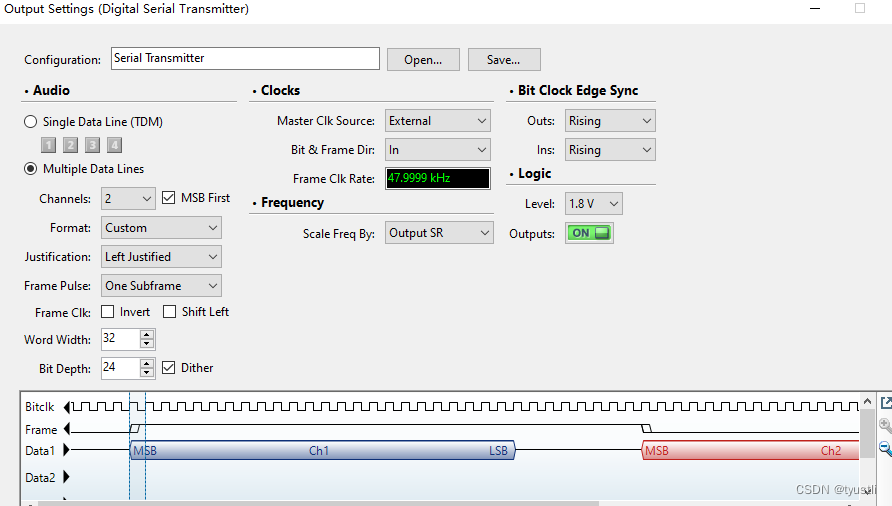 Output Settings (Digital Serial Transmitter)
Configuration: Serial Transmitter Open... Save...
• Audio
Single Data Line (TDM)
1 2 3 4
Multiple Data Lines
Channels: 2 MSB First
Format: Custom
Justification: Left Justified
Frame Pulse: One Subframe
Frame Clk: Invert Shift Left
Word Width: 32
Bit Depth: 24 Dither
• Clocks
Master Clk Source: External
Bit & Frame Dir: In
Frame Clk Rate: 47.9999 kHz
• Frequency
Scale Freq By: Output SR
• Bit Clock Edge Sync
Outs: Rising
Ins: Rising
• Logic
Level: 1.8 V
Outputs: ON
Bitclk
Frame
Data1 MSB Ch1 LSB MSB Ch2
Data2
CSDN @tyustli